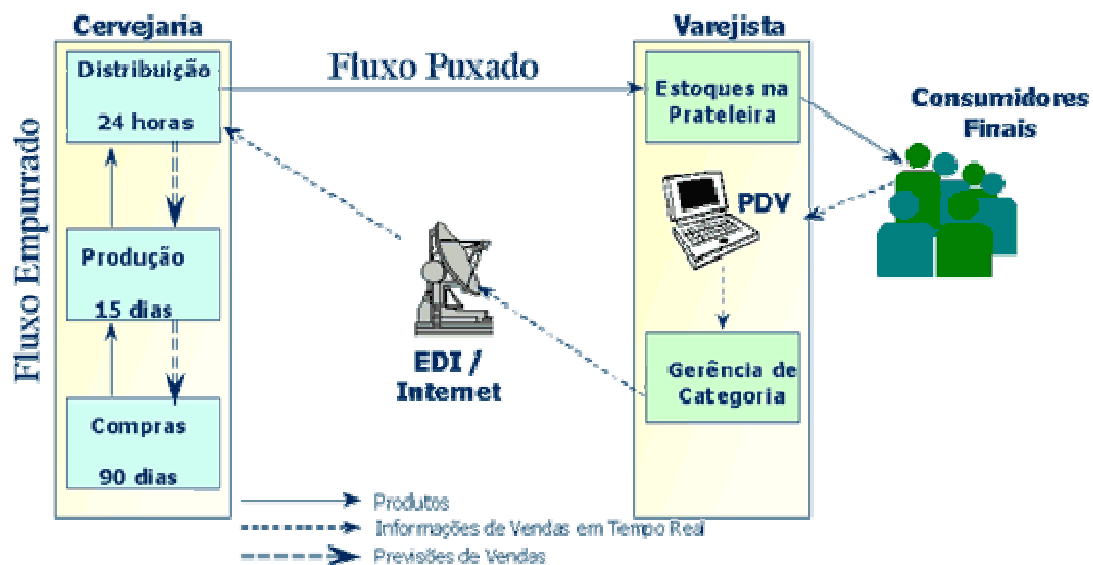 Cervejaria
Varejista
Distribuição
24 horas
Fluxo Puxado
Estoques na
Prateleira
Consumidores
Finais
Fluxo Empurrado
PDV
Produção
15 dias
EDI /
Internet
Gerência de
Categoria
Compras
90 dias
Produtos
Informações de Vendas em Tempo Real
Previsões de Vendas